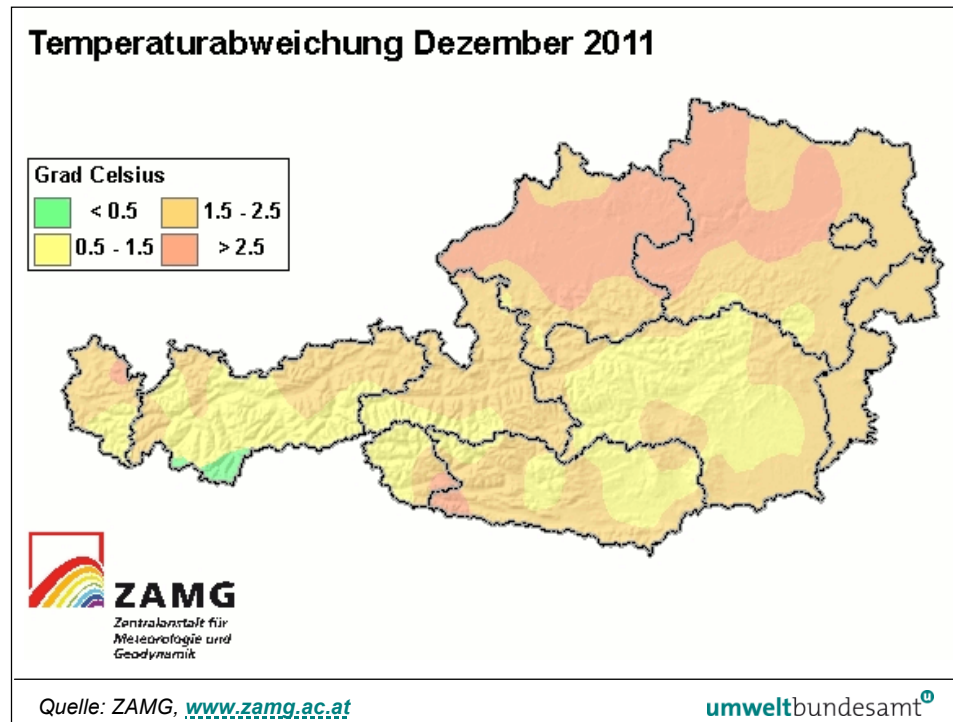 Temperaturabweichung Dezember 2011
Grad Celsius
< 0.5 1.5 - 2.5
0.5 - 1.5 > 2.5
ZAMG
Zentralanstalt für
Meteorologie und
Geodynamik
Quelle: ZAMG, www.zamg.ac.at
umweltbundesamt u